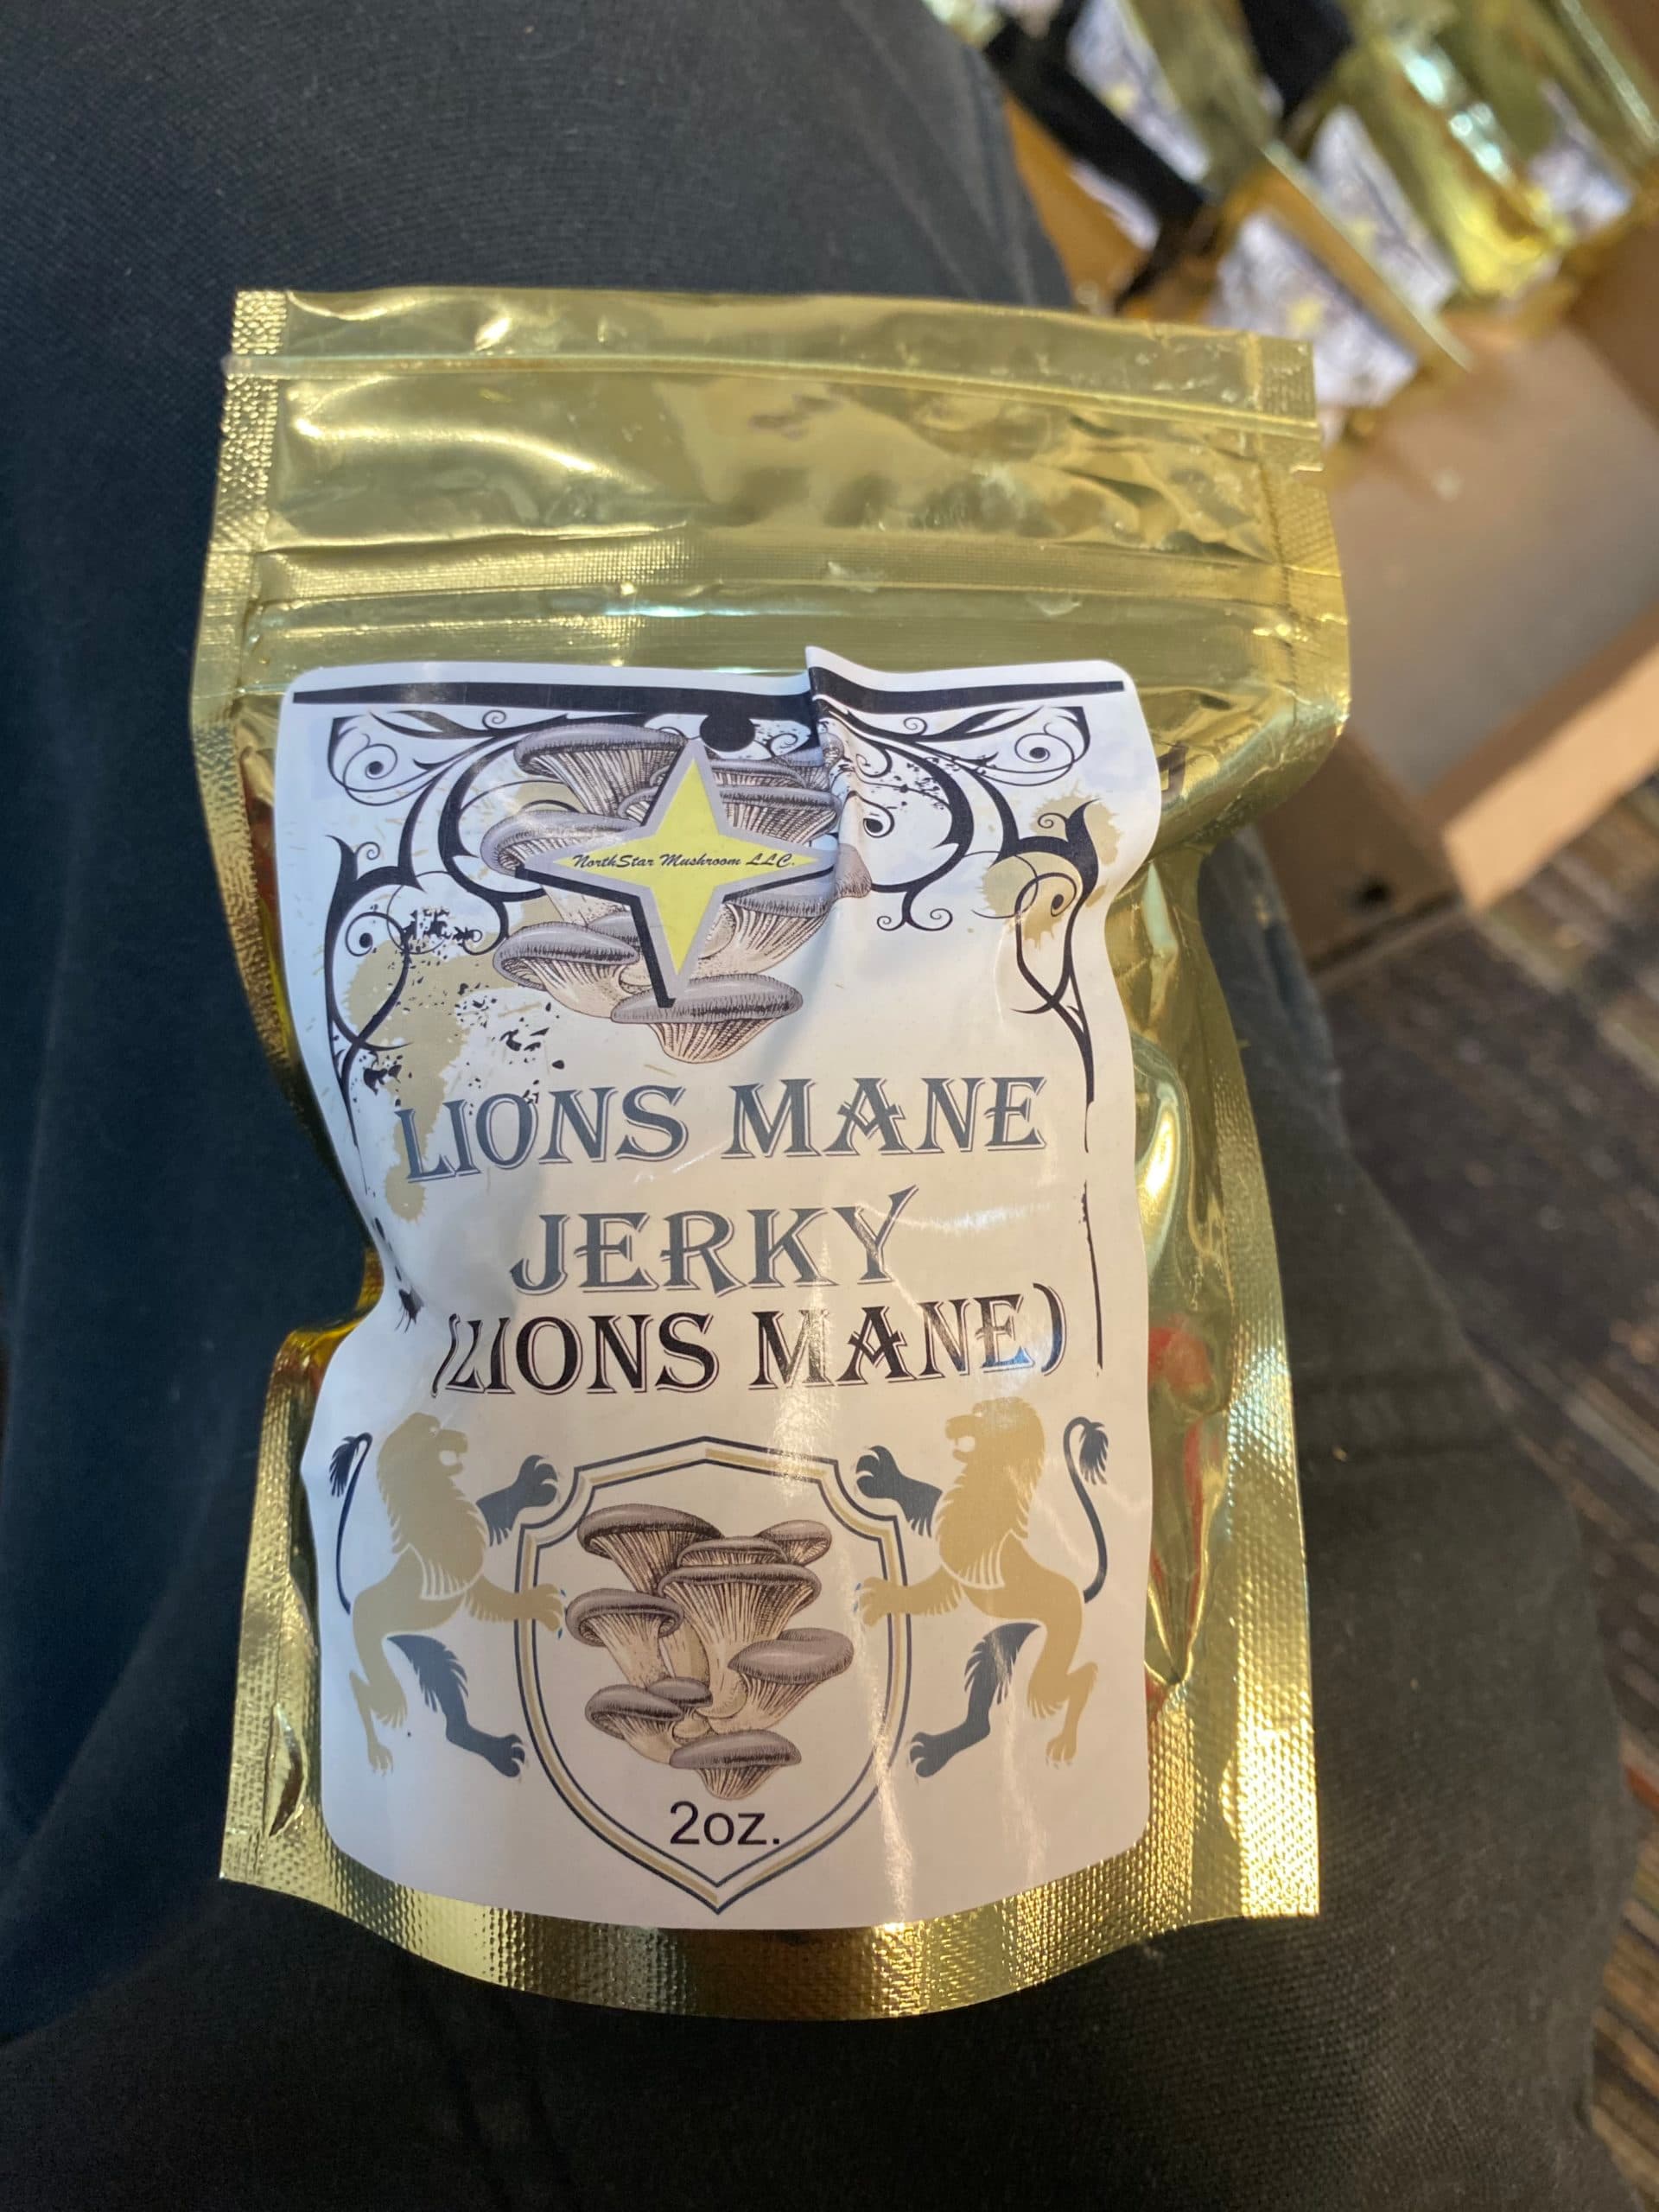 NorthStar Mushroom LLC.
LIONS MANE
JERKY
(LIONS MANE)
2oz.